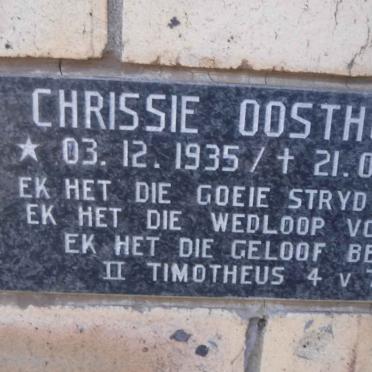 CHRISSIE OOSTH
★ 03. 12. 1935 / ✝ 21. 0
EK HET DIE GOEIE STRYD
EK HET DIE WEDLOOP VO
EK HET DIE GELOOF BE
II TIMOTHEUS 4 v 7